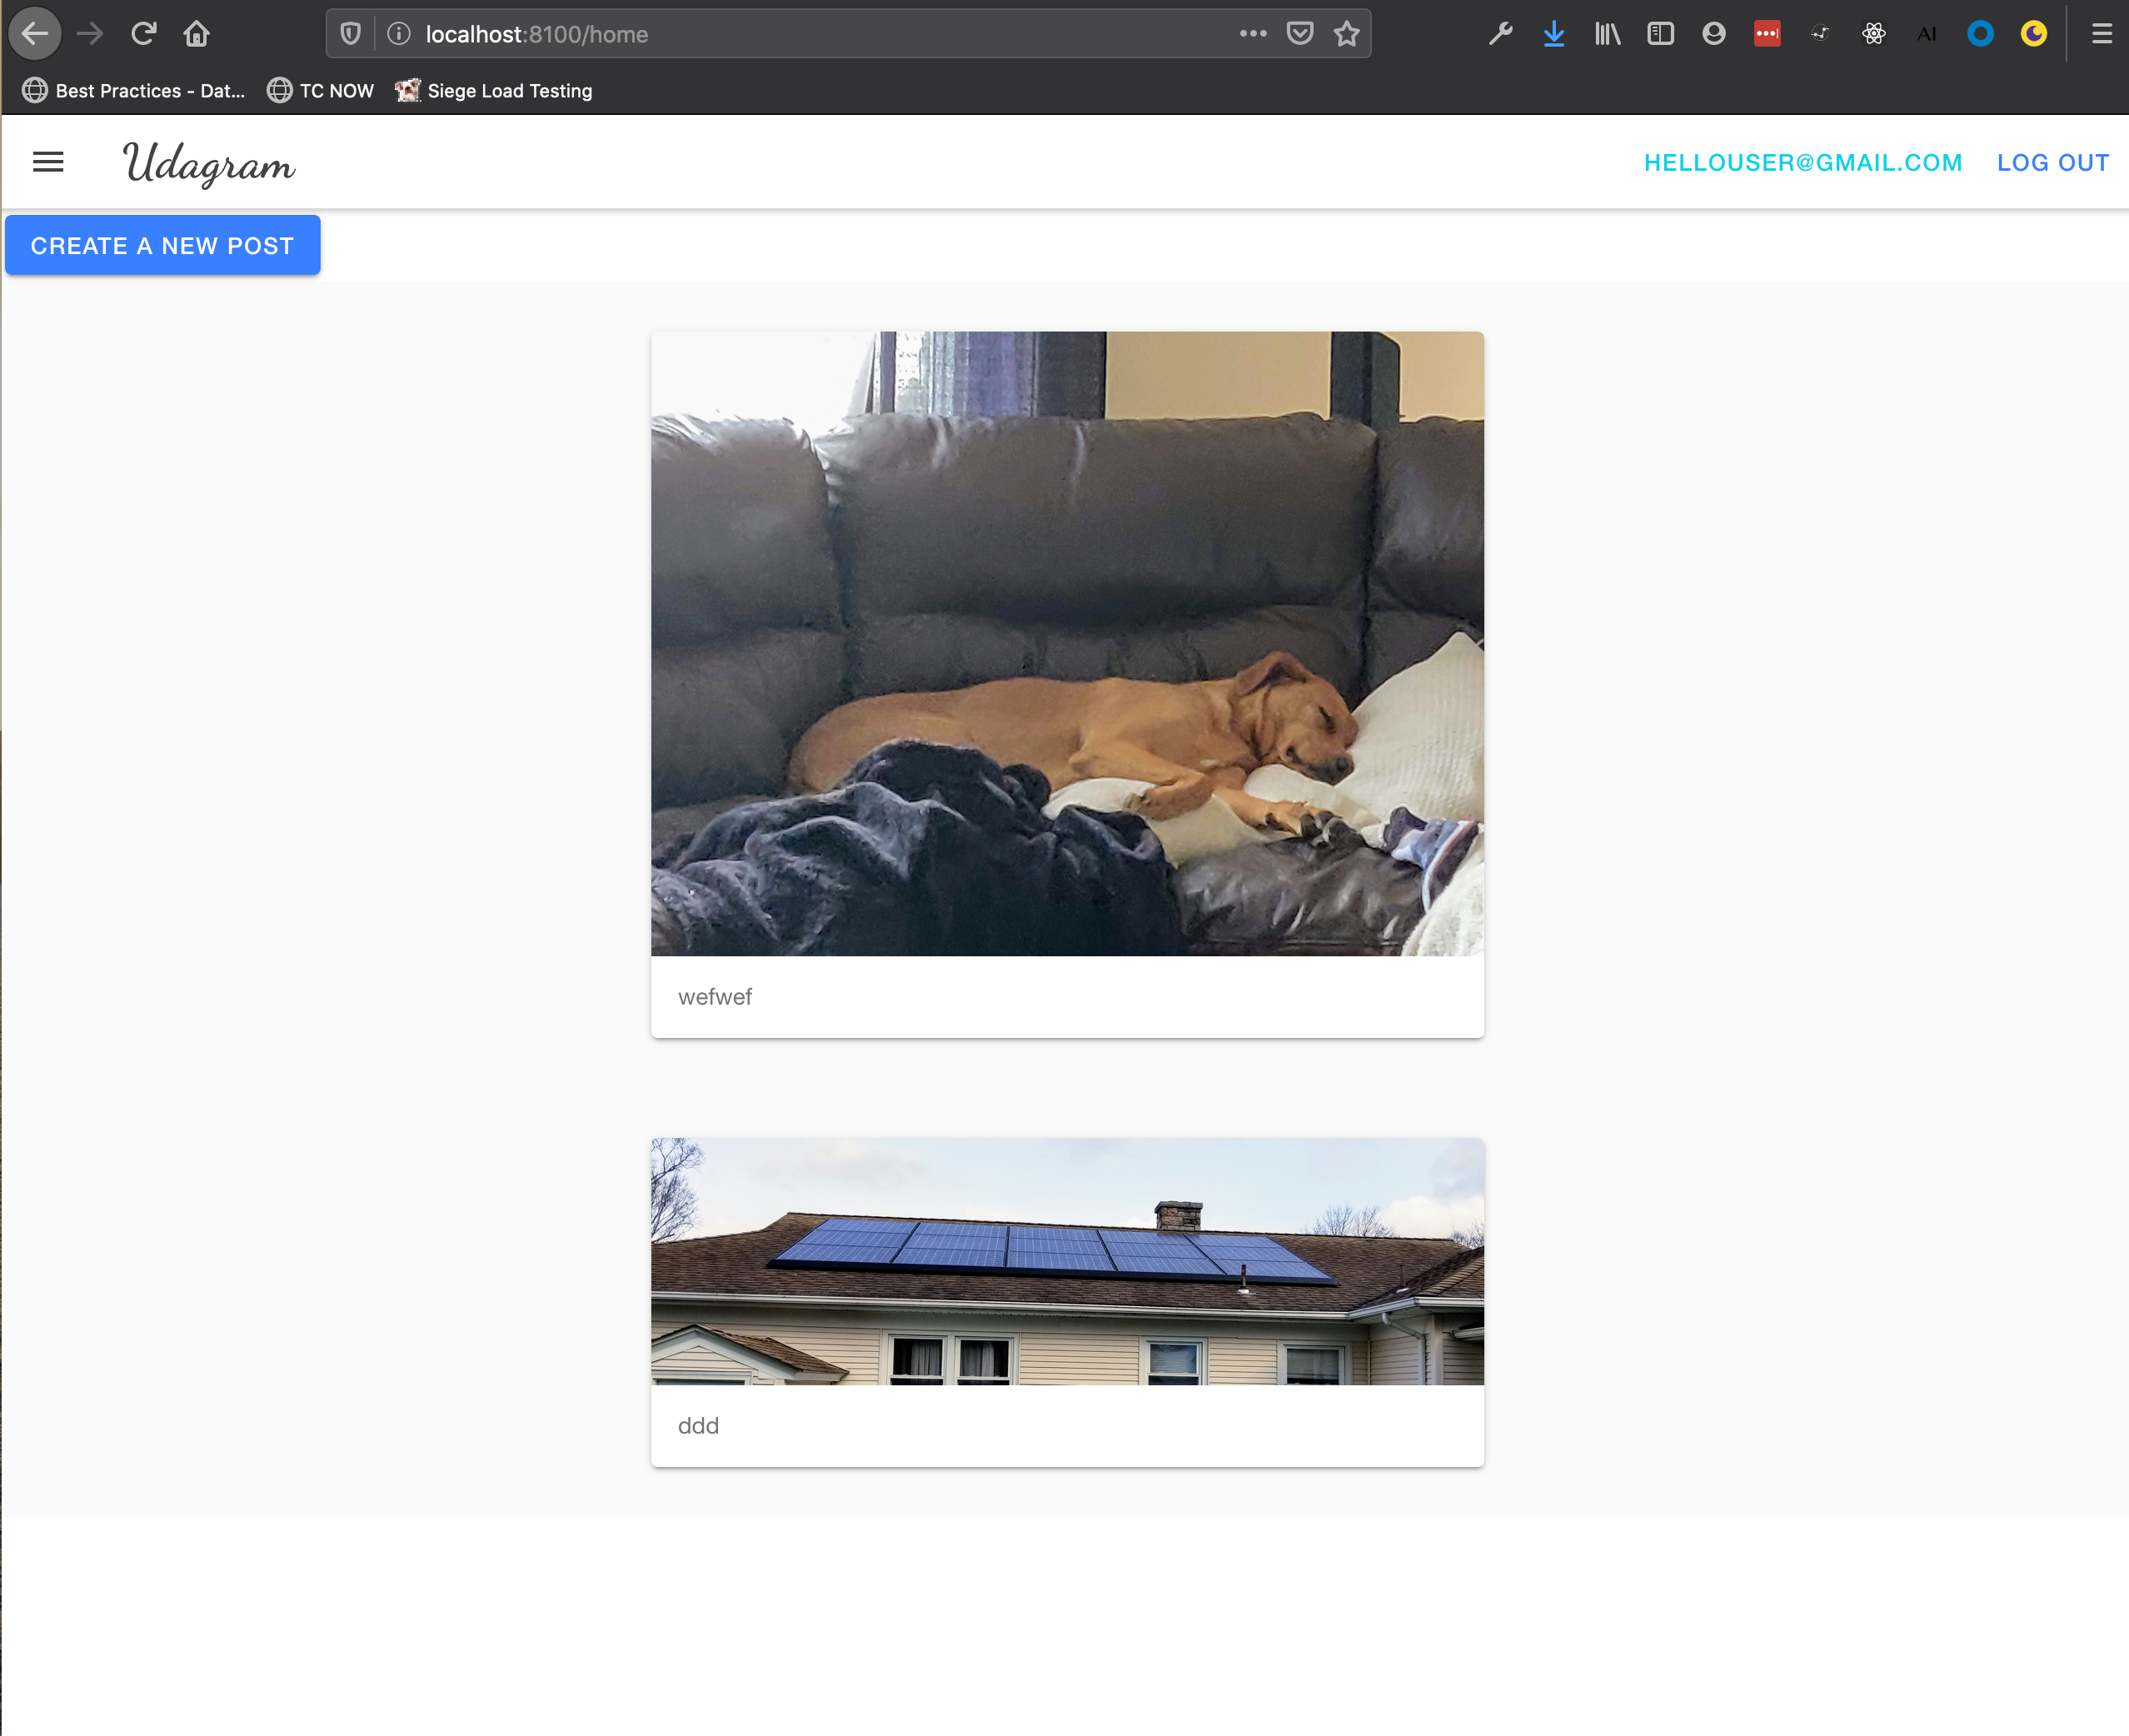 localhost:8100/home
AI
Best Practices - Dat... TC NOW Siege Load Testing
Udagram HELLOUSER@GMAIL.COM LOG OUT
CREATE A NEW POST
wefwef
ddd